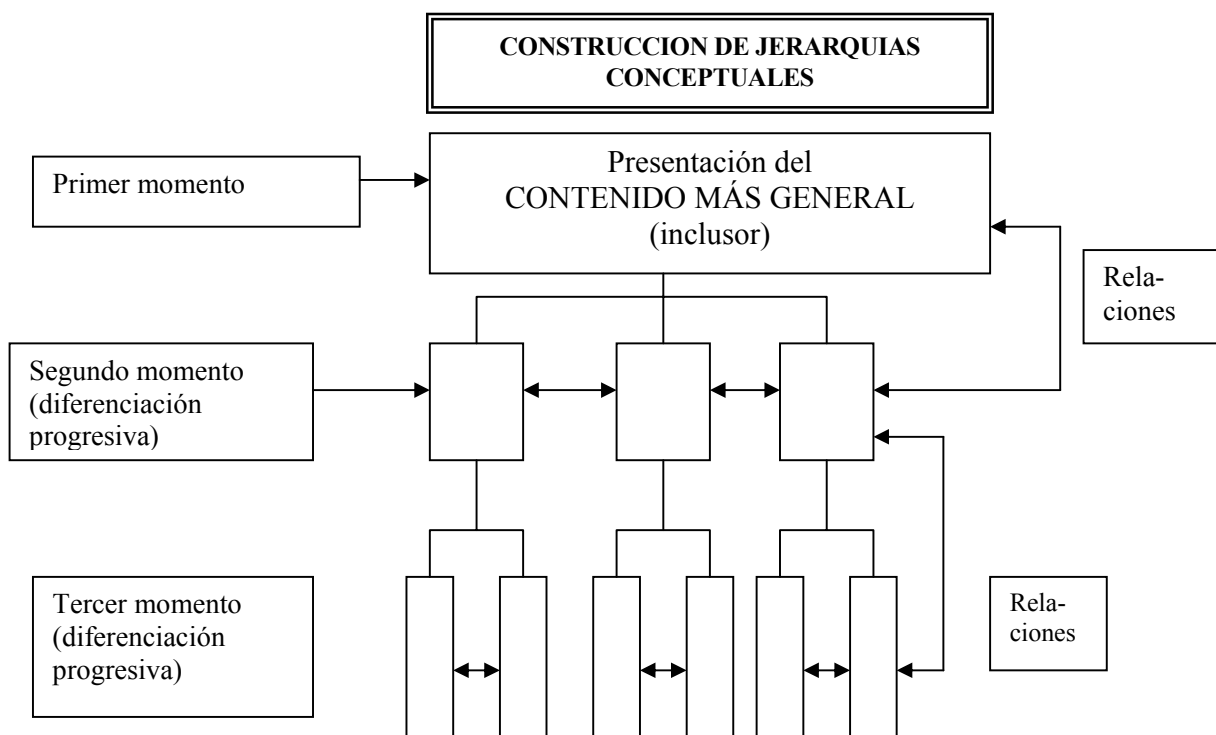 CONSTRUCCION DE JERARQUIAS
CONCEPTUALES
Presentación del
CONTENIDO MÁS GENERAL
(inclusor)
Primer momento
Rela-
ciones
Segundo momento
(diferenciación
progresiva)
Tercer momento
(diferenciación
progresiva)
Rela-
ciones